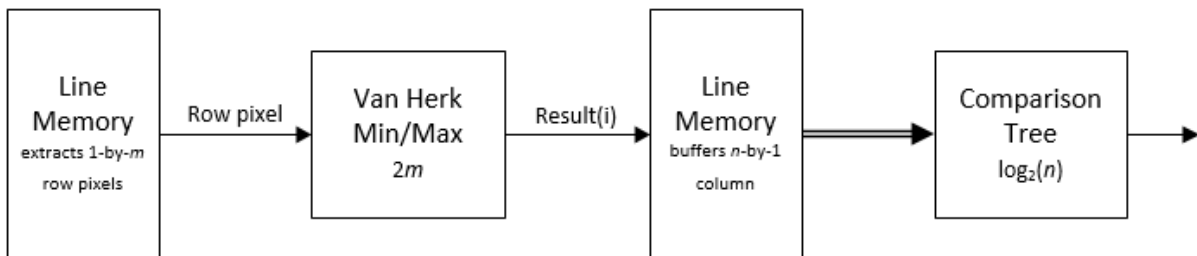 Line
Memory
extracts 1-by-m
row pixels
Row pixel
Van Herk
Min/Max
2m
Result(i)
Line
Memory
buffers n-by-1
column
Comparison
Tree
log₂(n)